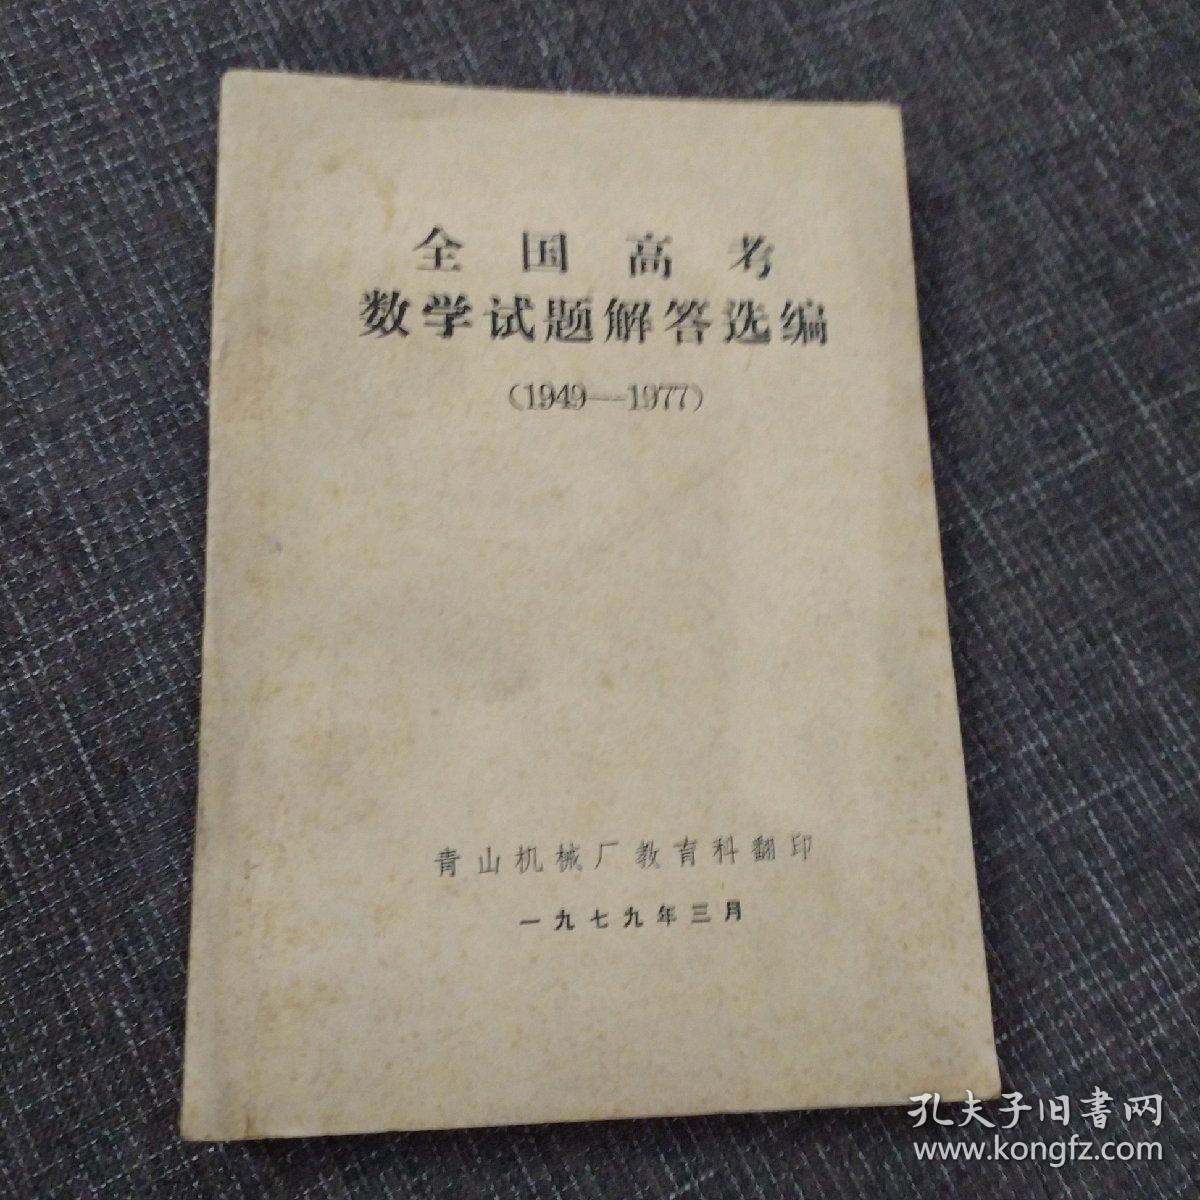 全国高考
数学试题解答选编
(1949—1977)
青山机械厂教育科翻印
一九七九年三月
孔夫子旧书网
www.kongfz.com